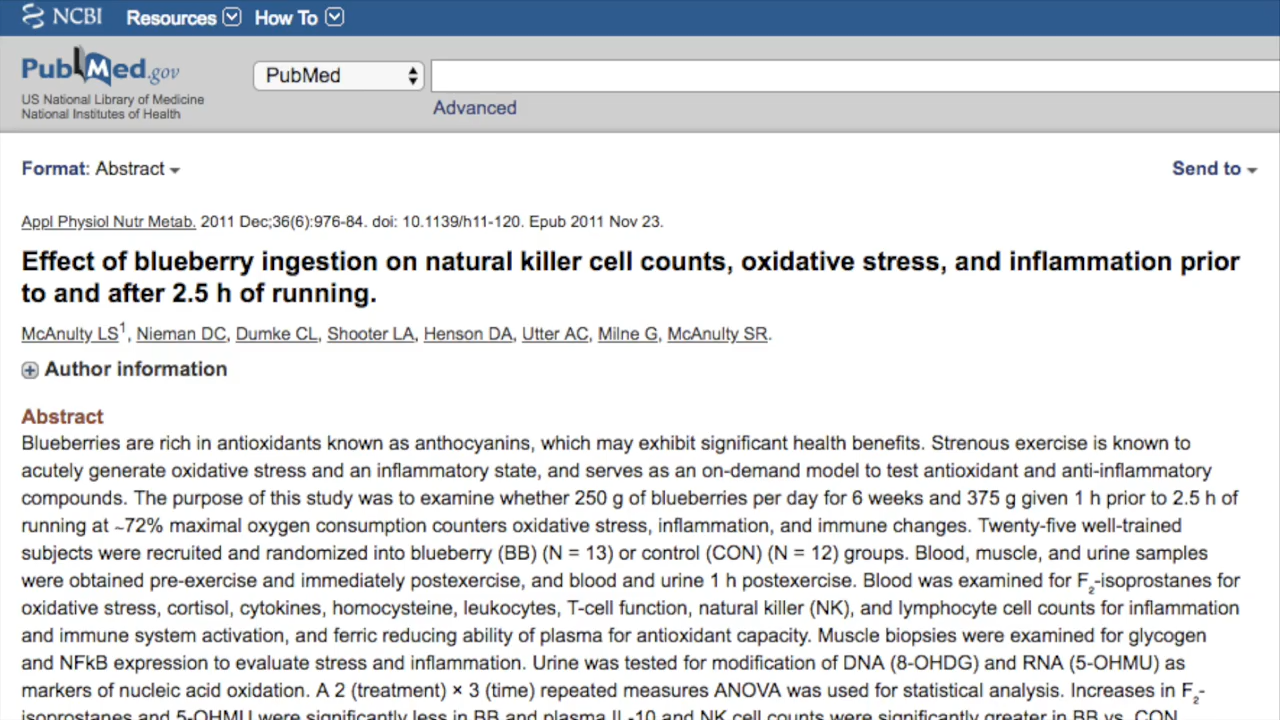 NCBI Resources How To
PubMed.gov
US National Library of Medicine
National Institutes of Health
PubMed
Advanced
Format: Abstract
Send to
Appl Physiol Nutr Metab. 2011 Dec;36(6):976-84. doi: 10.1139/h11-120. Epub 2011 Nov 23.
Effect of blueberry ingestion on natural killer cell counts, oxidative stress, and inflammation prior
to and after 2.5 h of running.
McAnulty LS1, Nieman DC, Dumke CL, Shooter LA, Henson DA, Utter AC, Milne G, McAnulty SR.
Author information
Abstract
Blueberries are rich in antioxidants known as anthocyanins, which may exhibit significant health benefits. Strenous exercise is known to
acutely generate oxidative stress and an inflammatory state, and serves as an on-demand model to test antioxidant and anti-inflammatory
compounds. The purpose of this study was to examine whether 250 g of blueberries per day for 6 weeks and 375 g given 1 h prior to 2.5 h of
running at ~72% maximal oxygen consumption counters oxidative stress, inflammation, and immune changes. Twenty-five well-trained
subjects were recruited and randomized into blueberry (BB) (N = 13) or control (CON) (N = 12) groups. Blood, muscle, and urine samples
were obtained pre-exercise and immediately postexercise, and blood and urine 1 h postexercise. Blood was examined for F2-isoprostanes for
oxidative stress, cortisol, cytokines, homocysteine, leukocytes, T-cell function, natural killer (NK), and lymphocyte cell counts for inflammation
and immune system activation, and ferric reducing ability of plasma for antioxidant capacity. Muscle biopsies were examined for glycogen
and NFkB expression to evaluate stress and inflammation. Urine was tested for modification of DNA (8-OHDG) and RNA (5-OHMU) as
markers of nucleic acid oxidation. A 2 (treatment) × 3 (time) repeated measures ANOVA was used for statistical analysis. Increases in F2-
isoprostanes and 5-OHMU were significantly less in BB and plasma IL-10 and NK cell counts were significantly greater in BB vs. CON.